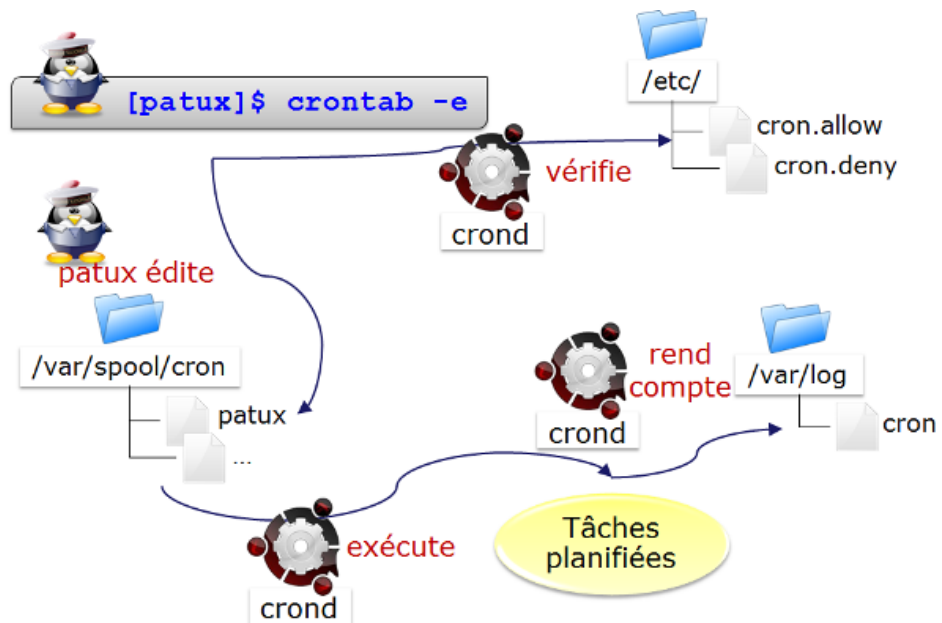 [patux]$ crontab -e
/etc/
cron.allow
cron.deny
vérifie
crond
patux édite
/var/spool/cron
patux
...
rend
compte
crond
/var/log
cron
exécute
crond
Tâches
planifiées